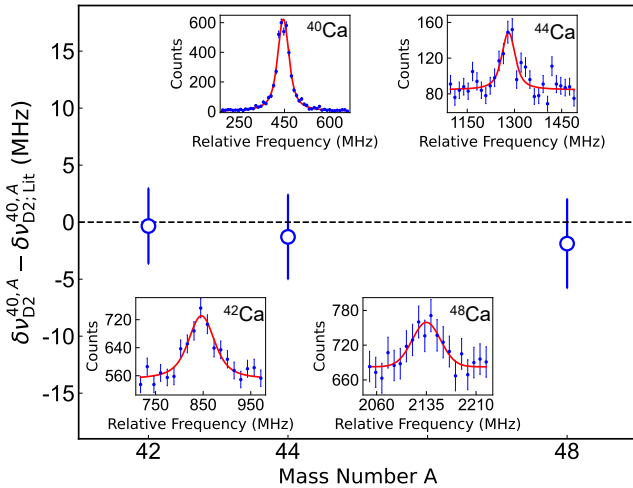 15
10
5
0
-5
-10
-15
δν^{40,A}_{D2} − δν^{40,A}_{D2;Lit} (MHz)
42
44
48
Mass Number A
⁴⁰Ca
600
400
200
0
Counts
250
450
650
Relative Frequency (MHz)
⁴⁴Ca
160
120
80
Counts
1150
1300
1450
Relative Frequency (MHz)
⁴²Ca
720
640
560
Counts
750
850
950
Relative Frequency (MHz)
⁴⁸Ca
780
720
660
Counts
2060
2135
2210
Relative Frequency (MHz)